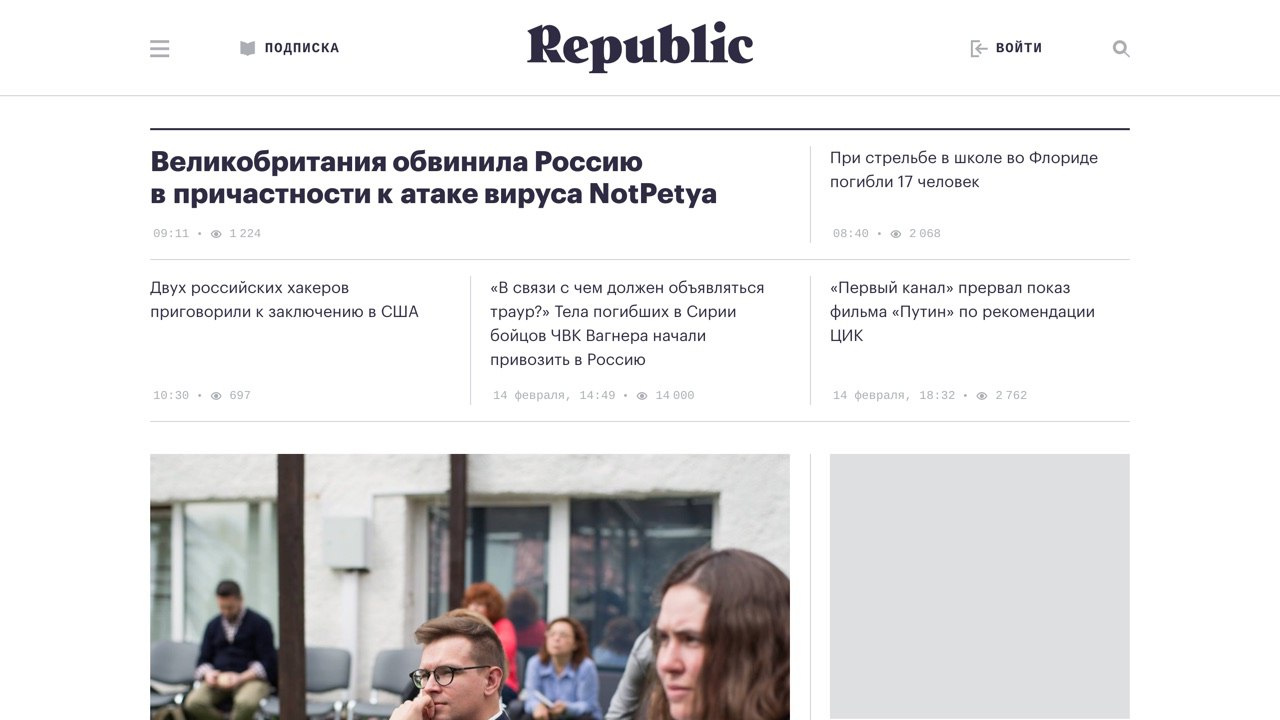 ПОДПИСКА
Republic
ВОЙТИ
Великобритания обвинила Россию
в причастности к атаке вируса NotPetya
09:11 • 1 224
При стрельбе в школе во Флориде
погибли 17 человек
08:40 • 2 068
Двух российских хакеров
приговорили к заключению в США
10:30 • 697
«В связи с чем должен объявляться
траур?» Тела погибших в Сирии
бойцов ЧВК Вагнера начали
привозить в Россию
14 февраля, 14:49 • 14 000
«Первый канал» прервал показ
фильма «Путин» по рекомендации
ЦИК
14 февраля, 18:32 • 2 762